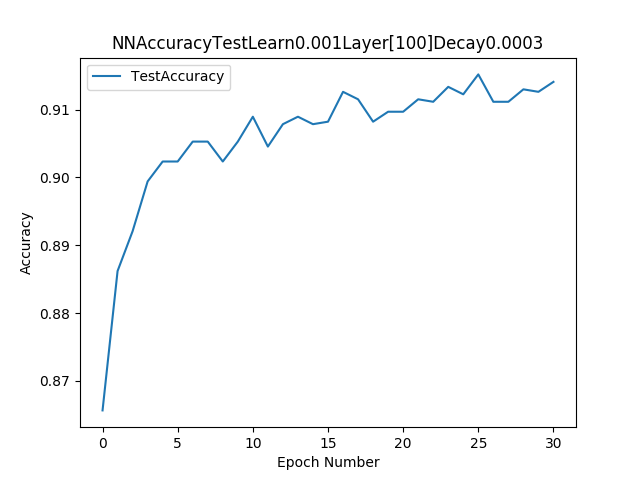 NNAccuracyTestLearn0.001Layer[100]Decay0.0003
TestAccuracy
0.91
0.90
0.89
0.88
0.87
Accuracy
0 5 10 15 20 25 30
Epoch Number